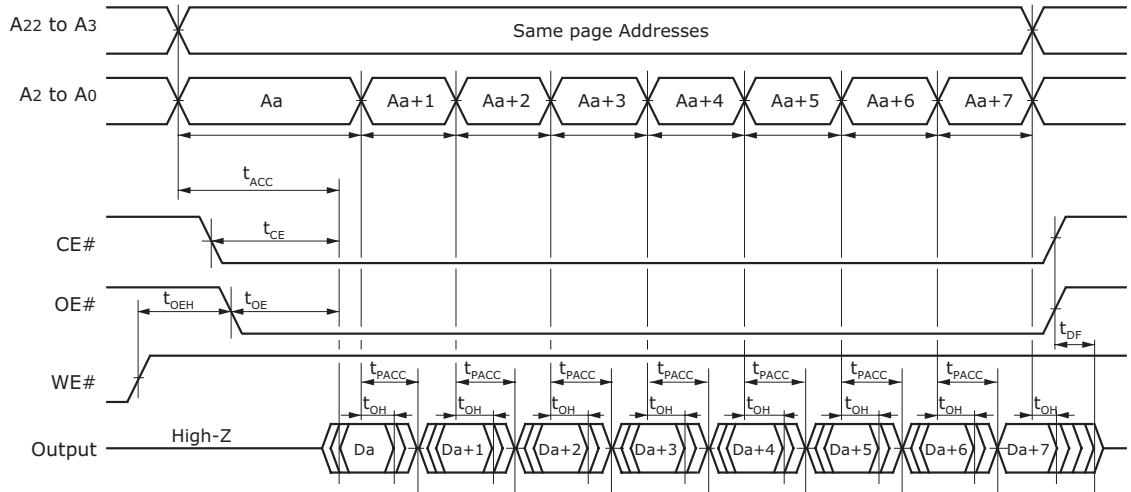 A22 to A3
Same page Addresses
A2 to A0
Aa Aa+1 Aa+2 Aa+3 Aa+4 Aa+5 Aa+6 Aa+7
tACC
CE#
tCE
OE#
tOEH tOE
tDF
WE#
tPACC tPACC tPACC tPACC tPACC tPACC tPACC
tOH tOH tOH tOH tOH tOH tOH tOH
Output
High-Z
Da Da+1 Da+2 Da+3 Da+4 Da+5 Da+6 Da+7